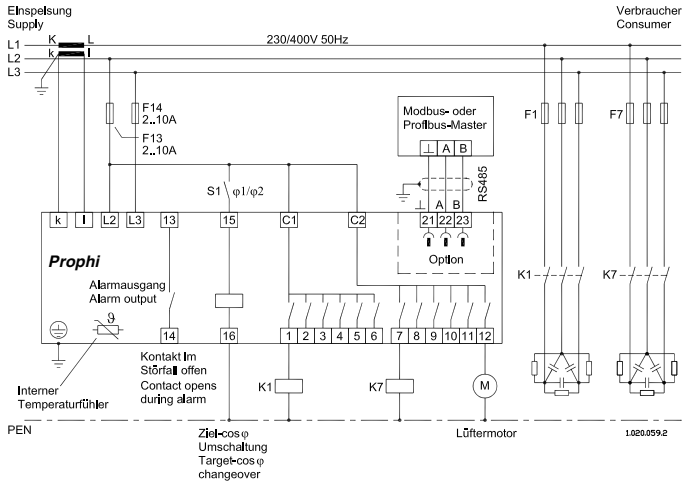 Einspeisung
Supply
Verbraucher
Consumer
K L
L1
230/400V 50Hz
k l
L2
L3
F14
2..10A
F13
2..10A
Modbus- oder
Profibus-Master
⊥ A B
F1
F7
S1 φ1/φ2
RS485
⊥ A B
k l L2 L3 13 15 C1 C2 21 22 23
Prophi
Option
Alarmausgang
Alarm output
K1
K7
ϑ
14 16 1 2 3 4 5 6 7 8 9 10 11 12
Kontakt im
Störfall offen
Contact opens
during alarm
K1
K7
M
Interner
Temperaturfühler
PEN
Ziel-cos φ
Umschaltung
Target-cos φ
changeover
Lüftermotor
1.020.059.2